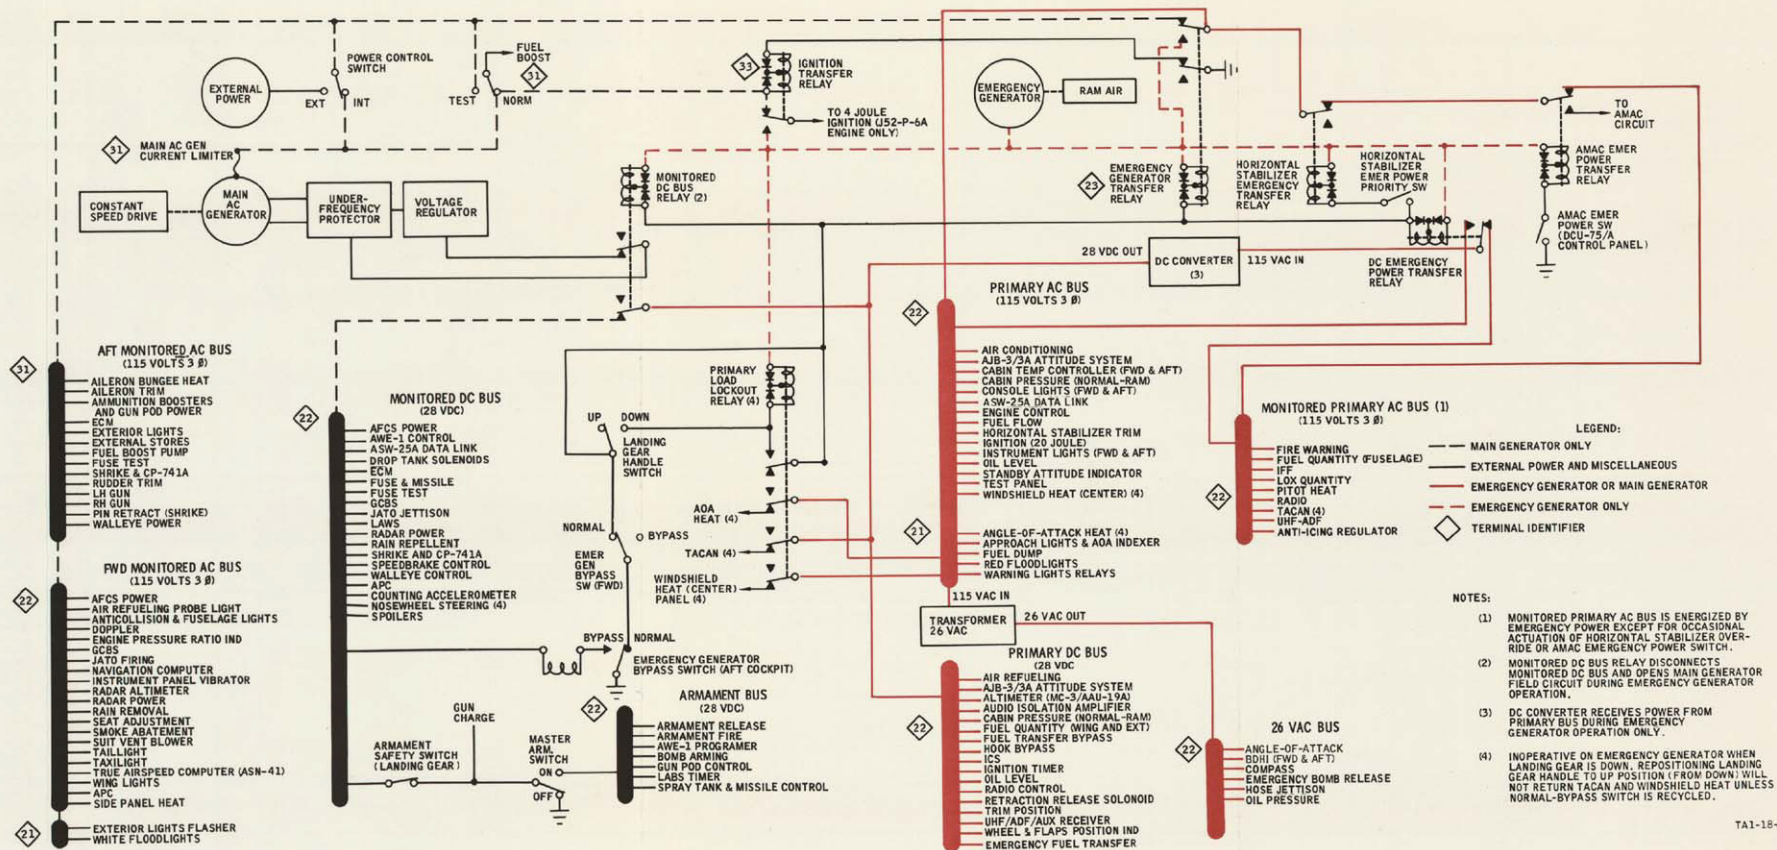 POWER CONTROL
SWITCH
EXTERNAL
POWER
EXT
INT
TEST
NORM
FUEL
BOOST
31
33
IGNITION
TRANSFER
RELAY
TO 4 JOULE
IGNITION (J52-P-6A
ENGINE ONLY)
EMERGENCY
GENERATOR
RAM AIR
TO
AMAC
CIRCUIT
31
MAIN AC GEN
CURRENT LIMITER
CONSTANT
SPEED DRIVE
MAIN
AC
GENERATOR
UNDER-
FREQUENCY
PROTECTOR
VOLTAGE
REGULATOR
MONITORED
DC BUS
RELAY (2)
23
EMERGENCY
GENERATOR
TRANSFER
RELAY
HORIZONTAL
STABILIZER
EMERGENCY
TRANSFER
RELAY
HORIZONTAL
STABILIZER
EMER POWER
PRIORITY SW
AMAC EMER
POWER
TRANSFER
RELAY
AMAC EMER
POWER SW
(DCU-75/A
CONTROL PANEL)
28 VDC OUT
DC CONVERTER
(3)
115 VAC IN
DC EMERGENCY
POWER TRANSFER
RELAY
AFT MONITORED AC BUS
(115 VOLTS 3 Ø)
31
AILERON BUNGEE HEAT
AILERON TRIM
AMMUNITION BOOSTERS
AND GUN POD POWER
ECM
EXTERIOR LIGHTS
EXTERNAL STORES
FUEL BOOST PUMP
FUSE TEST
SHRIKE & CP-741A
RUDDER TRIM
LH GUN
RH GUN
PIN RETRACT (SHRIKE)
WALLEYE POWER
FWD MONITORED AC BUS
(115 VOLTS 3 Ø)
22
AFCS POWER
AIR REFUELING PROBE LIGHT
ANTICOLLISION & FUSELAGE LIGHTS
DOPPLER
ENGINE PRESSURE RATIO IND
GCBS
JATO FIRING
NAVIGATION COMPUTER
INSTRUMENT PANEL VIBRATOR
RADAR ALTIMETER
RADAR POWER
RAIN REMOVAL
SEAT ADJUSTMENT
SMOKE ABATEMENT
SUIT VENT BLOWER
TAILLIGHT
TAXILIGHT
TRUE AIRSPEED COMPUTER (ASN-41)
WING LIGHTS
APC
SIDE PANEL HEAT
21
EXTERIOR LIGHTS FLASHER
WHITE FLOODLIGHTS
MONITORED DC BUS
(28 VDC)
22
AFCS POWER
AWE-1 CONTROL
ASW-25A DATA LINK
DROP TANK SOLENOIDS
ECM
FUSE & MISSILE
FUSE TEST
GCBS
JATO JETTISON
LAWS
RADAR POWER
RAIN REPELLENT
SHRIKE AND CP-741A
SPEEDBRAKE CONTROL
WALLEYE CONTROL
APC
COUNTING ACCELEROMETER
NOSEWHEEL STEERING (4)
SPOILERS
PRIMARY
LOAD
LOCKOUT
RELAY (4)
UP
DOWN
LANDING
GEAR
HANDLE
SWITCH
NORMAL
BYPASS
EMER
GEN
BYPASS
SW (FWD)
AOA
HEAT (4)
TACAN (4)
WINDSHIELD
HEAT (CENTER)
PANEL (4)
BYPASS
NORMAL
EMERGENCY GENERATOR
BYPASS SWITCH (AFT COCKPIT)
GUN
CHARGE
ARMAMENT
SAFETY SWITCH
(LANDING GEAR)
MASTER
ARM.
SWITCH
ON
OFF
ARMAMENT BUS
(28 VDC)
22
ARMAMENT RELEASE
ARMAMENT FIRE
AWE-1 PROGRAMER
BOMB ARMING
GUN POD CONTROL
LABS TIMER
SPRAY TANK & MISSILE CONTROL
PRIMARY AC BUS
(115 VOLTS 3 Ø)
22
AIR CONDITIONING
AJB-3/3A ATTITUDE SYSTEM
CABIN TEMP CONTROLLER (FWD & AFT)
CABIN PRESSURE (NORMAL-RAM)
CONSOLE LIGHTS (FWD & AFT)
ASW-25A DATA LINK
ENGINE CONTROL
FUEL FLOW
HORIZONTAL STABILIZER TRIM
IGNITION (20 JOULE)
INSTRUMENT LIGHTS (FWD & AFT)
OIL LEVEL
STANDBY ATTITUDE INDICATOR
TEST PANEL
WINDSHIELD HEAT (CENTER) (4)
21
ANGLE-OF-ATTACK HEAT (4)
APPROACH LIGHTS & AOA INDEXER
FUEL DUMP
RED FLOODLIGHTS
WARNING LIGHTS RELAYS
115 VAC IN
TRANSFORMER
26 VAC
26 VAC OUT
PRIMARY DC BUS
(28 VDC
22
AIR REFUELING
AJB-3/3A ATTITUDE SYSTEM
ALTIMETER (MC-3/AAU-19A)
AUDIO ISOLATION AMPLIFIER
CABIN PRESSURE (NORMAL-RAM)
FUEL QUANTITY (WING AND EXT)
FUEL TRANSFER BYPASS
HOOK BYPASS
ICS
IGNITION TIMER
OIL LEVEL
RADIO CONTROL
RETRACTION RELEASE SOLONOID
TRIM POSITION
UHF/ADF/AUX RECEIVER
WHEEL & FLAPS POSITION IND
EMERGENCY FUEL TRANSFER
MONITORED PRIMARY AC BUS (1)
(115 VOLTS 3 Ø)
22
FIRE WARNING
FUEL QUANTITY (FUSELAGE)
IFF
LOX QUANTITY
PITOT HEAT
RADIO
TACAN (4)
UHF-ADF
ANTI-ICING REGULATOR
26 VAC BUS
22
ANGLE-OF-ATTACK
BDHI (FWD & AFT)
COMPASS
EMERGENCY BOMB RELEASE
HOSE JETTISON
OIL PRESSURE
LEGEND:
MAIN GENERATOR ONLY
EXTERNAL POWER AND MISCELLANEOUS
EMERGENCY GENERATOR OR MAIN GENERATOR
EMERGENCY GENERATOR ONLY
TERMINAL IDENTIFIER
NOTES:
(1) MONITORED PRIMARY AC BUS IS ENERGIZED BY
EMERGENCY POWER EXCEPT FOR OCCASIONAL
ACTUATION OF HORIZONTAL STABILIZER OVER-
RIDE OR AMAC EMERGENCY POWER SWITCH.
(2) MONITORED DC BUS RELAY DISCONNECTS
MONITORED DC BUS AND OPENS MAIN GENERATOR
FIELD CIRCUIT DURING EMERGENCY GENERATOR
OPERATION.
(3) DC CONVERTER RECEIVES POWER FROM
PRIMARY BUS DURING EMERGENCY
GENERATOR OPERATION ONLY.
(4) INOPERATIVE ON EMERGENCY GENERATOR WHEN
LANDING GEAR IS DOWN. REPOSITIONING LANDING
GEAR HANDLE TO UP POSITION (FROM DOWN) WILL
NOT RETURN TACAN AND WINDSHIELD HEAT UNLESS
NORMAL-BYPASS SWITCH IS RECYCLED.
TA1-18-